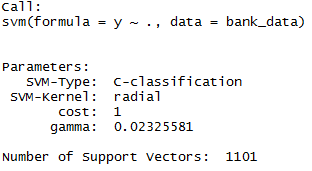 Call:
svm(formula = y ~ ., data = bank_data)
Parameters:
SVM-Type: C-classification
SVM-Kernel: radial
cost: 1
gamma: 0.02325581
Number of Support Vectors: 1101